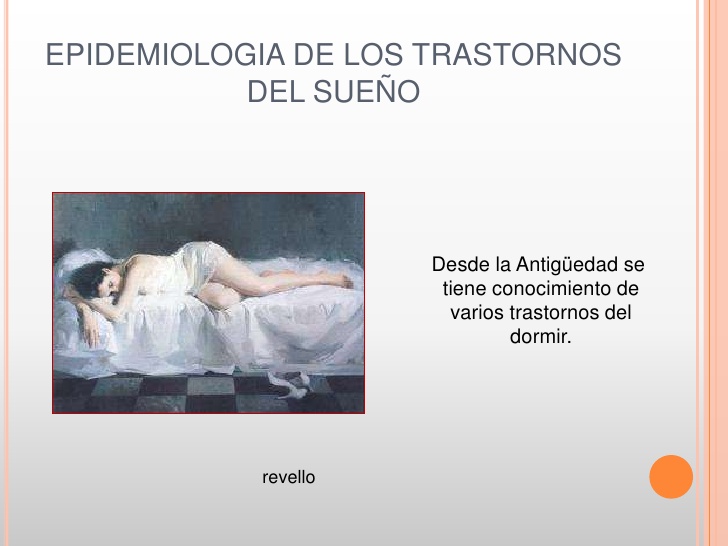 EPIDEMIOLOGIA DE LOS TRASTORNOS
DEL SUEÑO
Desde la Antigüedad se
tiene conocimiento de
varios trastornos del
dormir.
revello